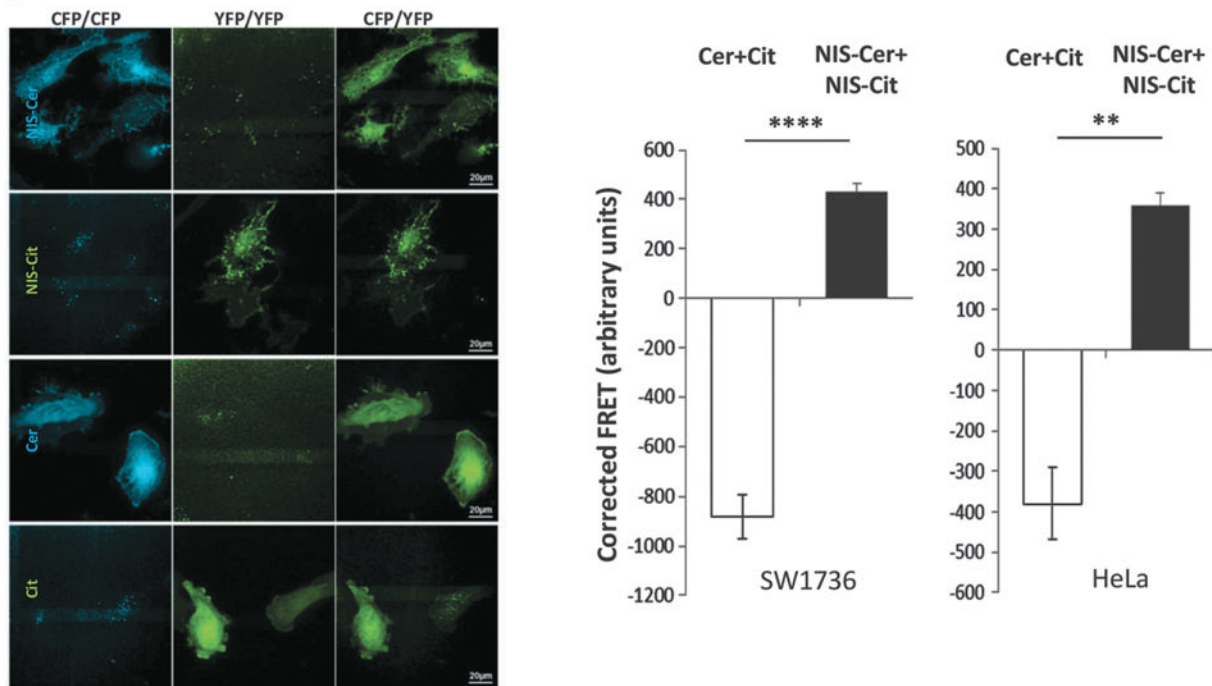 CFP/CFP YFP/YFP CFP/YFP
NIS-Cer
20µm
NIS-Cit
20µm
Cer
20µm
Cit
20µm
Corrected FRET (arbitrary units)
Cer+Cit NIS-Cer+
NIS-Cit
****
600
400
200
0
-200
-400
-600
-800
-1000
-1200
SW1736
Cer+Cit NIS-Cer+
NIS-Cit
**
500
400
300
200
100
0
-100
-200
-300
-400
-500
-600
HeLa